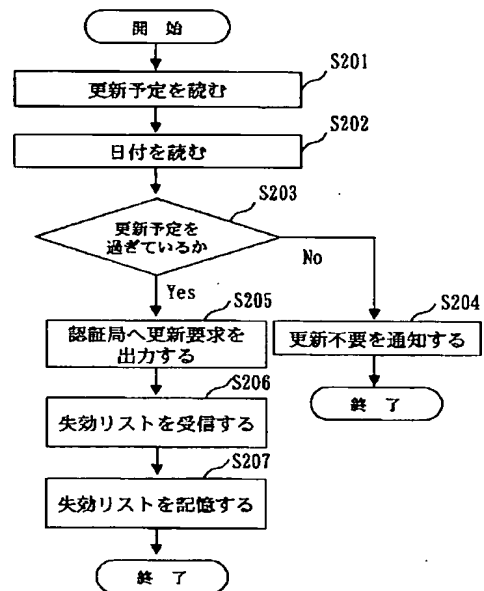 開 始
S201
更新予定を読む
S202
日付を読む
S203
更新予定を
過ぎているか
No
Yes
S205
認証局へ更新要求を
出力する
S204
更新不要を通知する
S206
失効リストを受信する
終 了
S207
失効リストを記憶する
終 了